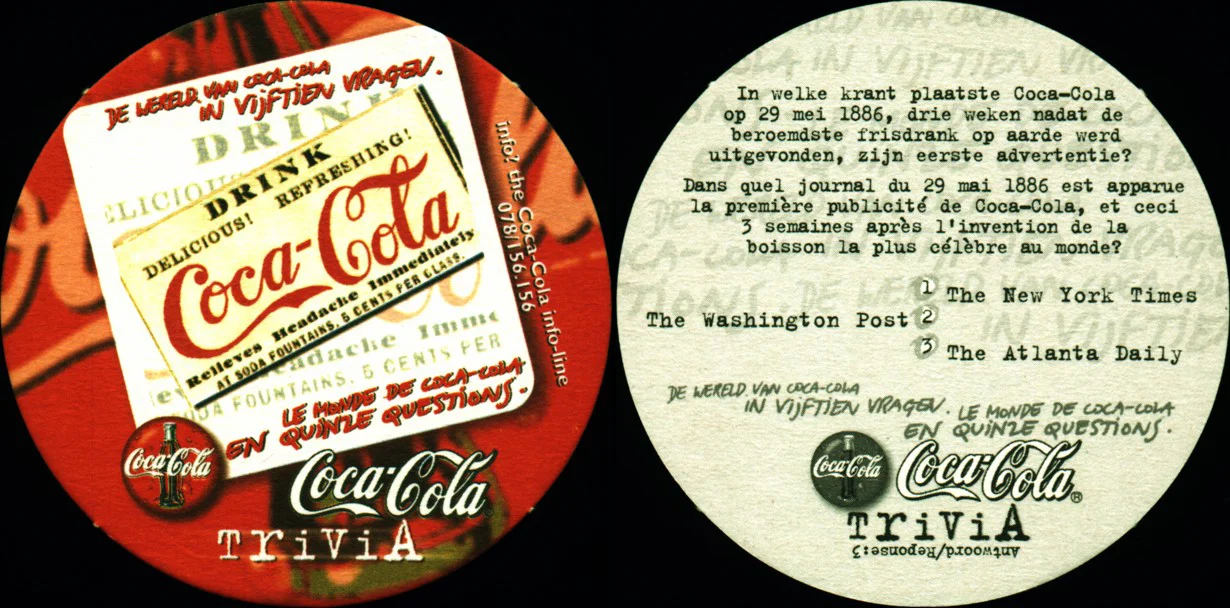 DE WERELD VAN COCA-COLA
IN VIJFTIEN VRAGEN.
DRINK
DELICIOUS! REFRESHING!
Coca-Cola
Relieves Headache Immediately
AT SODA FOUNTAINS, 5 CENTS PER GLASS.
LE MONDE DE COCA-COLA
EN QUINZE QUESTIONS.
info? the Coca-Cola info-line
078/156.156
Coca-Cola
Coca-Cola
TRiViA
In welke krant plaatste Coca-Cola
op 29 mei 1886, drie weken nadat de
beroemdste frisdrank op aarde werd
uitgevonden, zijn eerste advertentie?
Dans quel journal du 29 mai 1886 est apparue
la première publicité de Coca-Cola, et ceci
3 semaines après l'invention de la
boisson la plus célèbre au monde?
1 The New York Times
The Washington Post 2
3 The Atlanta Daily
DE WERELD VAN COCA-COLA
IN VIJFTIEN VRAGEN.
LE MONDE DE COCA-COLA
EN QUINZE QUESTIONS.
Coca-Cola
Coca-Cola®
TRiViA
Antwoord/Reponse:3